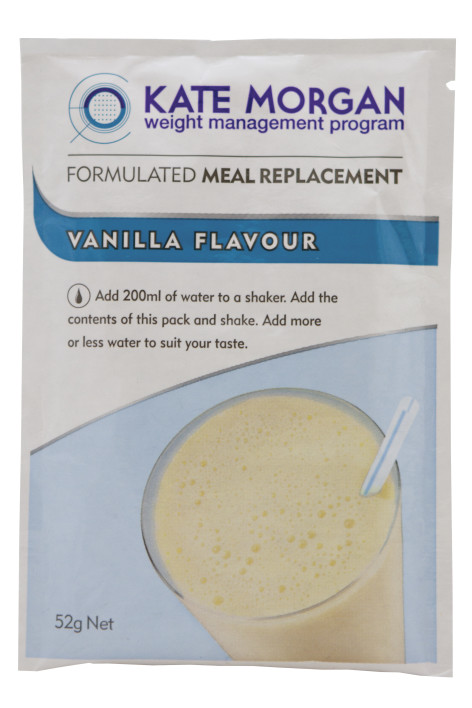 KATE MORGAN
weight management program
FORMULATED MEAL REPLACEMENT
VANILLA FLAVOUR
Add 200ml of water to a shaker. Add the
contents of this pack and shake. Add more
or less water to suit your taste.
52g Net